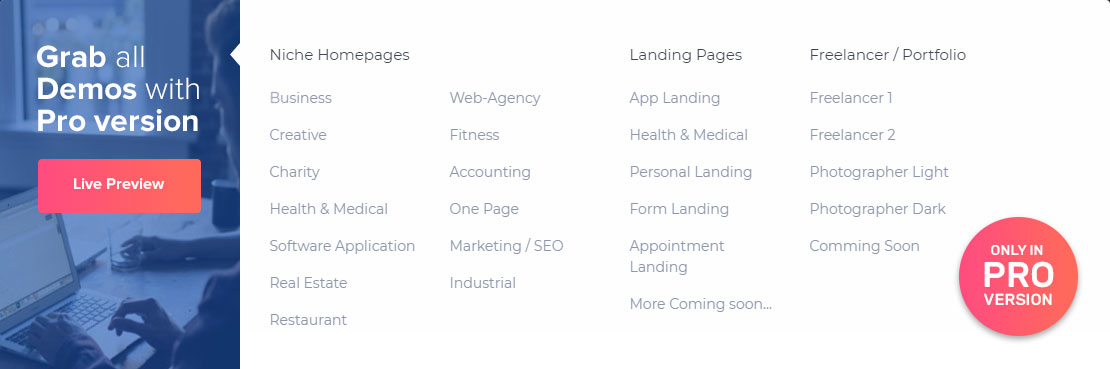 Grab all
Demos with
Pro version
Live Preview
Niche Homepages
Business
Creative
Charity
Health & Medical
Software Application
Real Estate
Restaurant
Web-Agency
Fitness
Accounting
One Page
Marketing / SEO
Industrial
Landing Pages
App Landing
Health & Medical
Personal Landing
Form Landing
Appointment
Landing
More Coming soon...
Freelancer / Portfolio
Freelancer 1
Freelancer 2
Photographer Light
Photographer Dark
Comming Soon
ONLY IN
PRO
VERSION